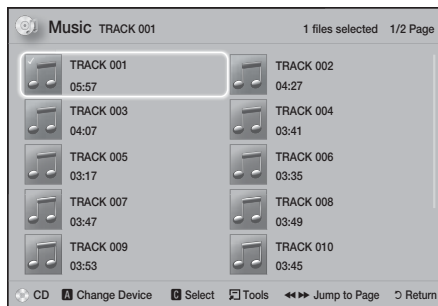 Music TRACK 001 1 files selected 1/2 Page
TRACK 001 TRACK 002
05:57 04:27
TRACK 003 TRACK 004
04:07 03:41
TRACK 005 TRACK 006
03:17 03:35
TRACK 007 TRACK 008
03:47 03:49
TRACK 009 TRACK 010
03:53 03:45
CD A Change Device C Select Tools Jump to Page Return